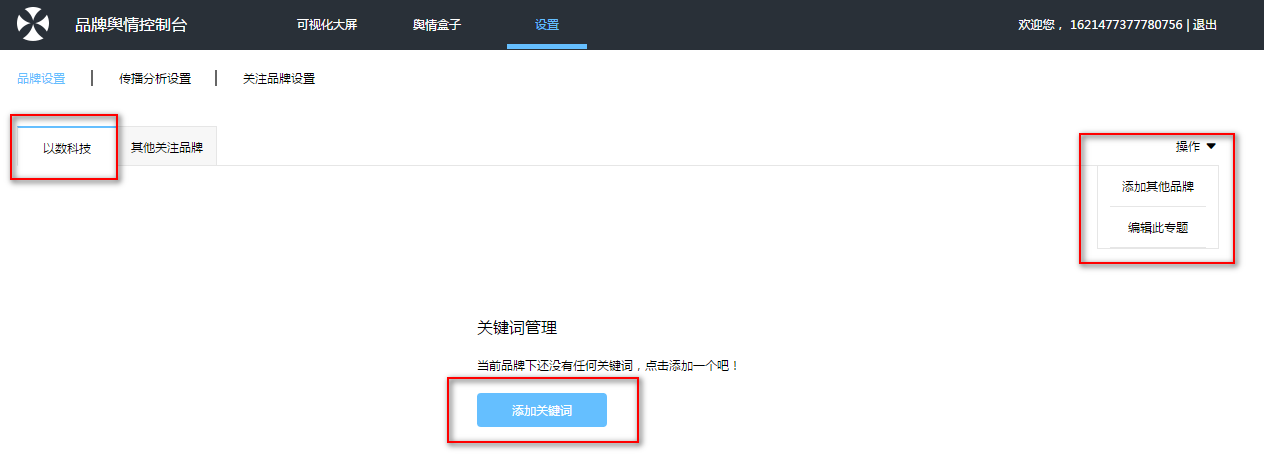 品牌舆情控制台 可视化大屏 舆情盒子 设置 欢迎您， 1621477377780756 | 退出
品牌设置 传播分析设置 关注品牌设置
以数科技 其他关注品牌 操作
添加其他品牌
编辑此专题
关键词管理
当前品牌下还没有任何关键词，点击添加一个吧！
添加关键词